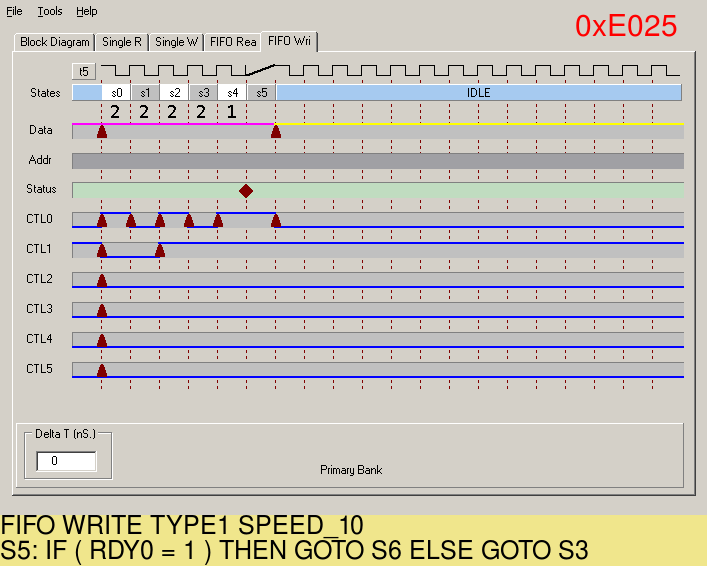 File Tools Help
0xE025
Block Diagram Single R Single W FIFO Rea FIFO Wri
t5
States s0 s1 s2 s3 s4 s5 IDLE
2 2 2 2 1
Data
Addr
Status
CTL0
CTL1
CTL2
CTL3
CTL4
CTL5
Delta T (nS.)
0
Primary Bank
FIFO WRITE TYPE1 SPEED_10
S5: IF ( RDY0 = 1 ) THEN GOTO S6 ELSE GOTO S3